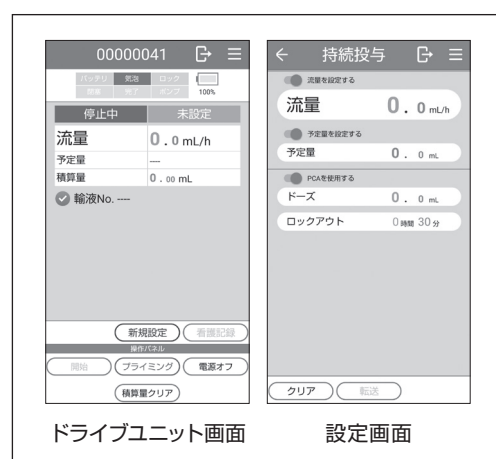 00000041
バッテリ 気泡 ロック
閉塞 完了 ポンプ 100%
停止中 未設定
流量 0.0 mL/h
予定量 ---
積算量 0.00 mL
輸液No. ----
新規設定 看護記録
操作パネル
開始 プライミング 電源オフ
積算量クリア
ドライブユニット画面
持続投与
流量を設定する
流量 0.0 mL/h
予定量を設定する
予定量 0.0 mL
PCAを使用する
ドーズ 0.0 mL
ロックアウト 0時間 30分
クリア 転送
設定画面